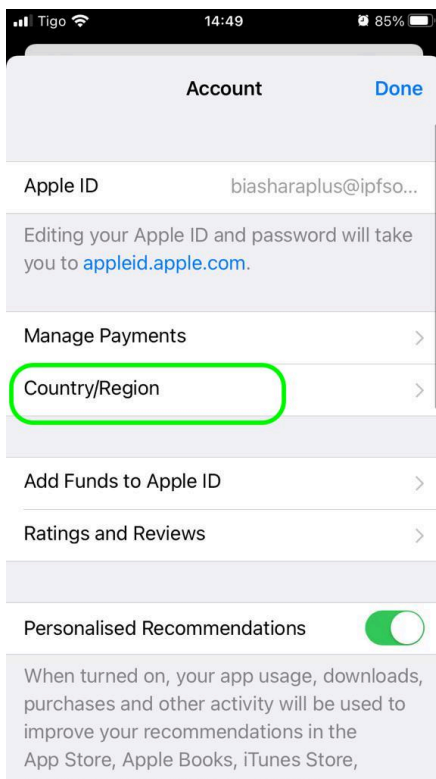 Tigo 14:49 85%
Account Done
Apple ID biasharaplus@ipfso...
Editing your Apple ID and password will take
you to appleid.apple.com.
Manage Payments
Country/Region
Add Funds to Apple ID
Ratings and Reviews
Personalised Recommendations
When turned on, your app usage, downloads,
purchases and other activity will be used to
improve your recommendations in the
App Store, Apple Books, iTunes Store,